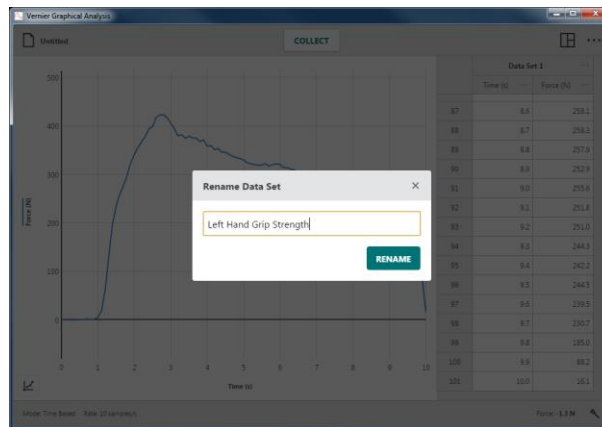 Vernier Graphical Analysis
Untitled
COLLECT
Data Set 1
Time (s) Force (N)
87 8.6 259.1
88 8.7 258.3
89 8.8 257.9
90 8.9 252.9
91 9.0 255.6
92 9.1 251.8
93 9.2 251.0
94 9.3 244.3
95 9.4 242.2
96 9.5 244.5
97 9.6 239.5
98 9.7 230.7
99 9.8 185.0
100 9.9 68.2
101 10.0 16.1
500
400
300
200
100
0
Force (N)
0 1 2 3 4 5 6 7 8 9 10
Time (s)
Rename Data Set
Left Hand Grip Strength
RENAME
Mode: Time Based Rate: 10 samples/s
Force: -1.3 N